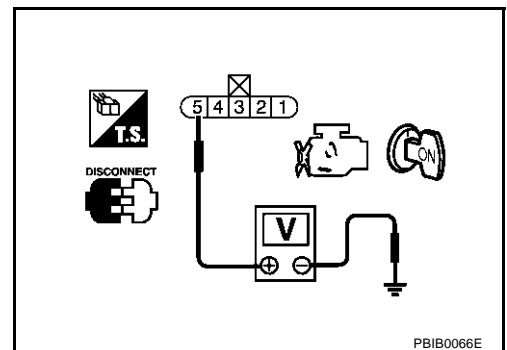 5 4 3 2 1
T.S.
ON
DISCONNECT
V
+ −
PBIB0066E